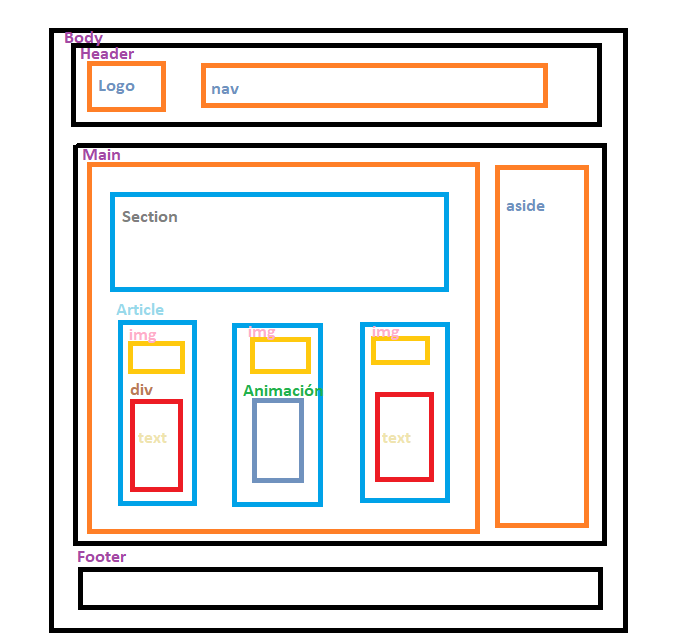 Body
Header
Logo
nav
Main
aside
Section
Article
img
img
img
div
Animación
text
text
Footer